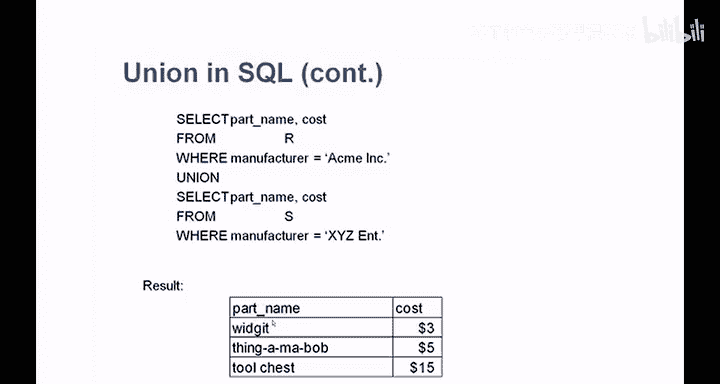 bilibili
Union in SQL (cont.)
SELECT part_name, cost
FROM R
WHERE manufacturer = ‘Acme Inc.’
UNION
SELECT part_name, cost
FROM S
WHERE manufacturer = ‘XYZ Ent.’
Result:
part_name cost
widgit $3
thing-a-ma-bob $5
tool chest $15